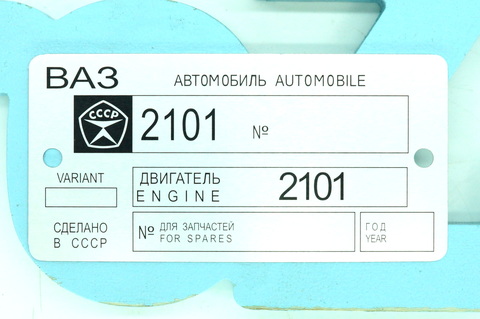 ВАЗ
АВТОМОБИЛЬ AUTOMOBILE
СССР
2101 №
VARIANT
ДВИГАТЕЛЬ
ENGINE
2101
СДЕЛАНО
В СССР
№ ДЛЯ ЗАПЧАСТЕЙ
FOR SPARES
ГОД
YEAR